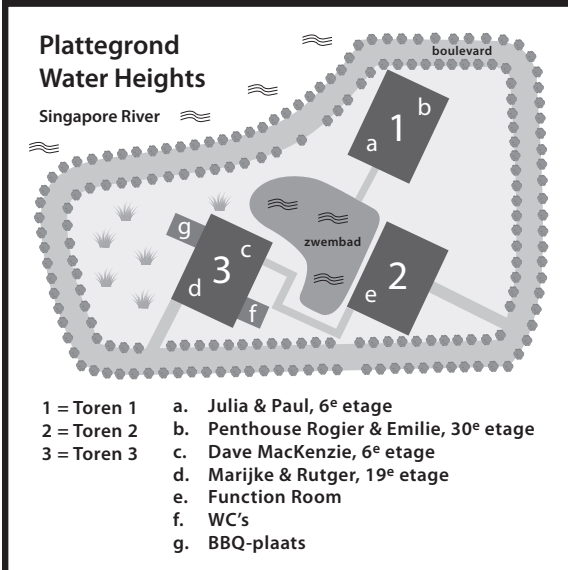 Plattegrond
Water Heights
Singapore River
boulevard
1
b
a
zwembad
g
c
3
d
f
2
e
1 = Toren 1
2 = Toren 2
3 = Toren 3
a. Julia & Paul, 6e etage
b. Penthouse Rogier & Emilie, 30e etage
c. Dave MacKenzie, 6e etage
d. Marijke & Rutger, 19e etage
e. Function Room
f. WC’s
g. BBQ-plaats